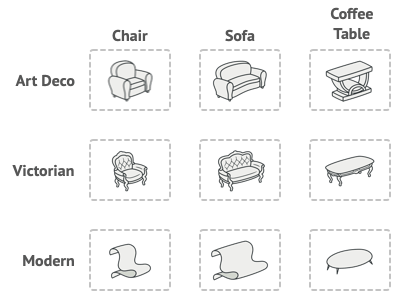 Chair
Sofa
Coffee
Table
Art Deco
Victorian
Modern